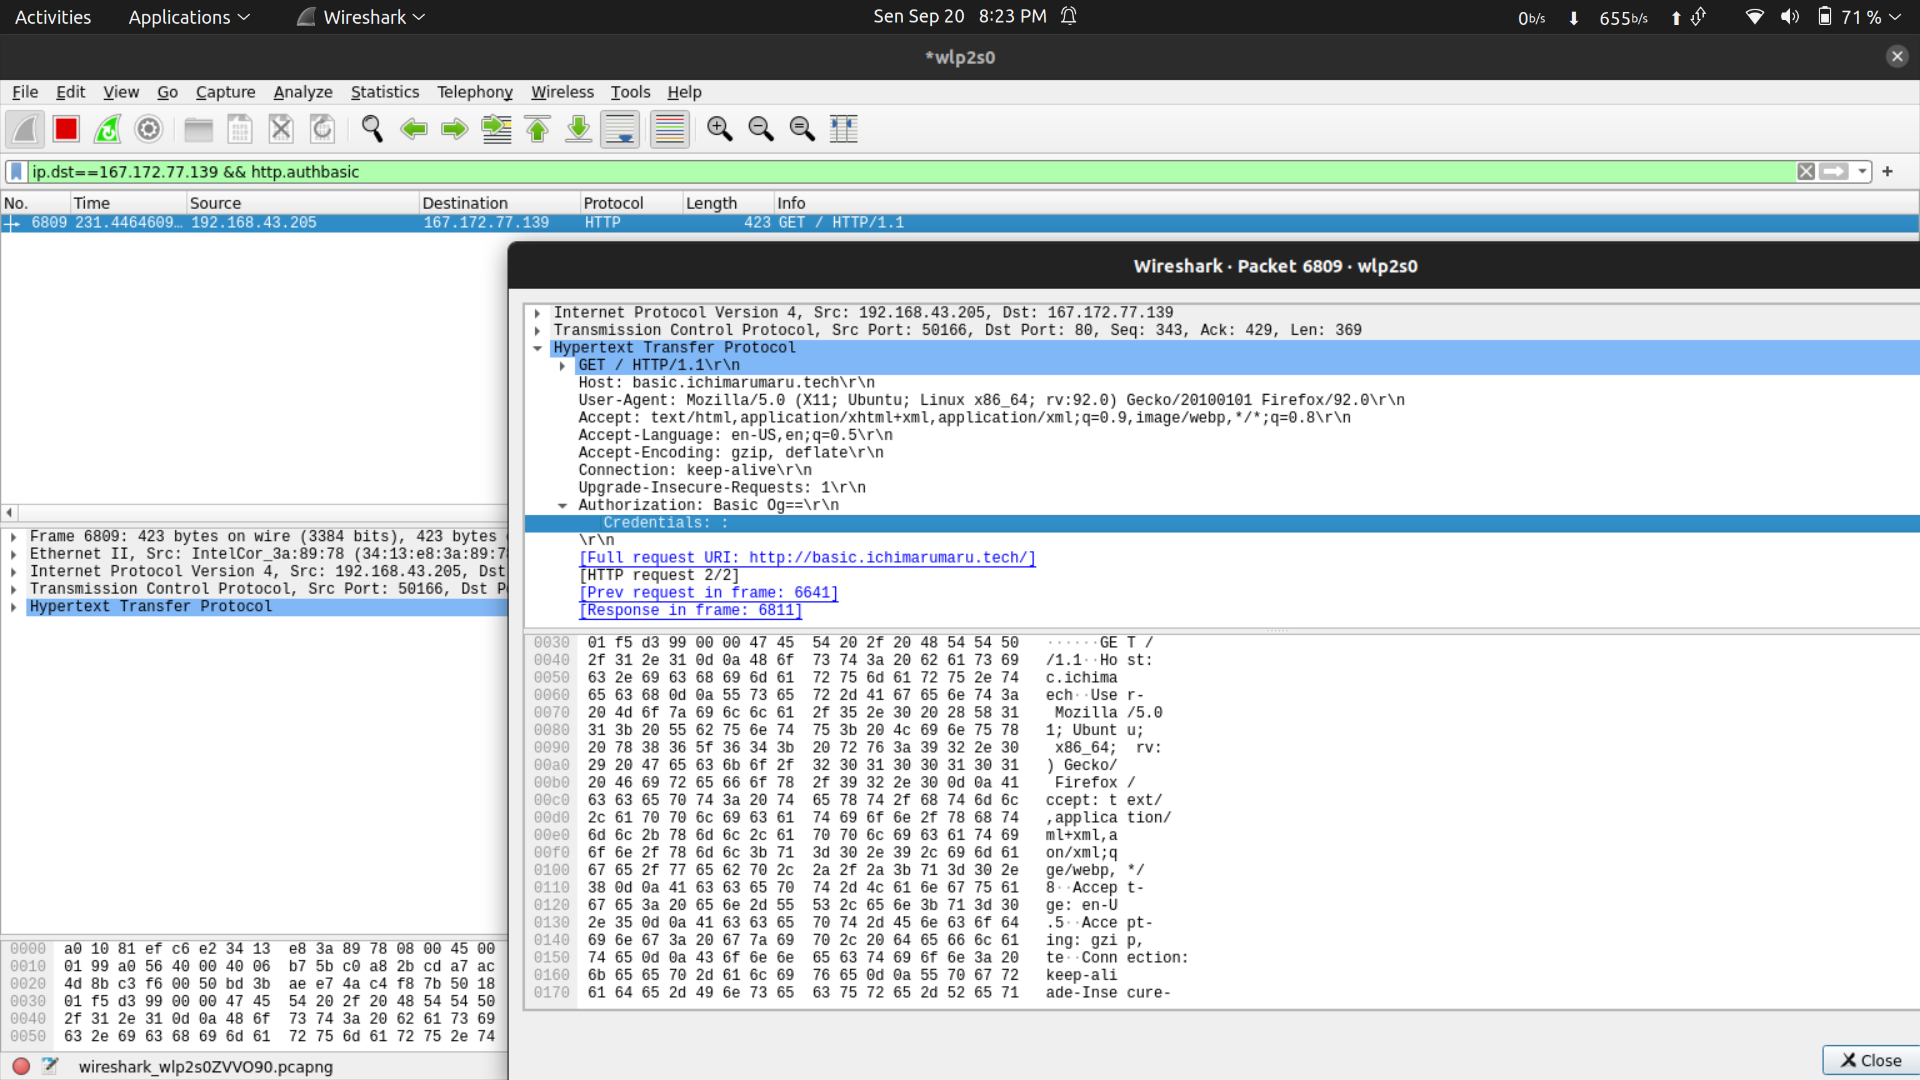 Activities Applications Wireshark Sen Sep 20 8:23 PM 0b/s 655b/s 71 %
*wlp2s0
File Edit View Go Capture Analyze Statistics Telephony Wireless Tools Help
ip.dst==167.172.77.139 && http.authbasic
No. Time Source Destination Protocol Length Info
6809 231.4464609… 192.168.43.205 167.172.77.139 HTTP 423 GET / HTTP/1.1
Wireshark · Packet 6809 · wlp2s0
Internet Protocol Version 4, Src: 192.168.43.205, Dst: 167.172.77.139
Transmission Control Protocol, Src Port: 50166, Dst Port: 80, Seq: 343, Ack: 429, Len: 369
Hypertext Transfer Protocol
GET / HTTP/1.1\r\n
Host: basic.ichimarumaru.tech\r\n
User-Agent: Mozilla/5.0 (X11; Ubuntu; Linux x86_64; rv:92.0) Gecko/20100101 Firefox/92.0\r\n
Accept: text/html,application/xhtml+xml,application/xml;q=0.9,image/webp,*/*;q=0.8\r\n
Accept-Language: en-US,en;q=0.5\r\n
Accept-Encoding: gzip, deflate\r\n
Connection: keep-alive\r\n
Upgrade-Insecure-Requests: 1\r\n
Authorization: Basic Og==\r\n
Credentials: :
\r\n
[Full request URI: http://basic.ichimarumaru.tech/]
[HTTP request 2/2]
[Prev request in frame: 6641]
[Response in frame: 6811]
0030 01 f5 d3 99 00 00 47 45 54 20 2f 20 48 54 54 50 ······GE T /
0040 2f 31 2e 31 0d 0a 48 6f 73 74 3a 20 62 61 73 69 /1.1··Ho st:
0050 63 2e 69 63 68 69 6d 61 72 75 6d 61 72 75 2e 74 c.ichima
0060 65 63 68 0d 0a 55 73 65 72 2d 41 67 65 6e 74 3a ech··Use r-
0070 20 4d 6f 7a 69 6c 6c 61 2f 35 2e 30 20 28 58 31 Mozilla /5.0
0080 31 3b 20 55 62 75 6e 74 75 3b 20 4c 69 6e 75 78 1; Ubunt u;
0090 20 78 38 36 5f 36 34 3b 20 72 76 3a 39 32 2e 30 x86_64; rv:
00a0 29 20 47 65 63 6b 6f 2f 32 30 31 30 30 31 30 31 ) Gecko/
00b0 20 46 69 72 65 66 6f 78 2f 39 32 2e 30 0d 0a 41 Firefox /
00c0 63 63 65 70 74 3a 20 74 65 78 74 2f 68 74 6d 6c ccept: t ext/
00d0 2c 61 70 70 6c 69 63 61 74 69 6f 6e 2f 78 68 74 ,applica tion/
00e0 6d 6c 2b 78 6d 6c 2c 61 70 70 6c 69 63 61 74 69 ml+xml,a
00f0 6f 6e 2f 78 6d 6c 3b 71 3d 30 2e 39 2c 69 6d 61 on/xml;q
0100 67 65 2f 77 65 62 70 2c 2a 2f 2a 3b 71 3d 30 2e ge/webp, */
0110 38 0d 0a 41 63 63 65 70 74 2d 4c 61 6e 67 75 61 8··Accep t-
0120 67 65 3a 20 65 6e 2d 55 53 2c 65 6e 3b 71 3d 30 ge: en-U
0130 2e 35 0d 0a 41 63 63 65 70 74 2d 45 6e 63 6f 64 .5··Acce pt-
0140 69 6e 67 3a 20 67 7a 69 70 2c 20 64 65 66 6c 61 ing: gzi p,
0150 74 65 0d 0a 43 6f 6e 6e 65 63 74 69 6f 6e 3a 20 te··Conn ection:
0160 6b 65 65 70 2d 61 6c 69 76 65 0d 0a 55 70 67 72 keep-ali
0170 61 64 65 2d 49 6e 73 65 63 75 72 65 2d 52 65 71 ade-Inse cure-
Close
Frame 6809: 423 bytes on wire (3384 bits), 423 bytes
Ethernet II, Src: IntelCor_3a:89:78 (34:13:e8:3a:89:7
Internet Protocol Version 4, Src: 192.168.43.205, Dst
Transmission Control Protocol, Src Port: 50166, Dst P
Hypertext Transfer Protocol
0000 a0 10 81 ef c6 e2 34 13 e8 3a 89 78 08 00 45 00
0010 01 99 a0 56 40 00 40 06 b7 5b c0 a8 2b cd a7 ac
0020 4d 8b c3 f6 00 50 bd 3b ae e7 4a c4 f8 7b 50 18
0030 01 f5 d3 99 00 00 47 45 54 20 2f 20 48 54 54 50
0040 2f 31 2e 31 0d 0a 48 6f 73 74 3a 20 62 61 73 69
0050 63 2e 69 63 68 69 6d 61 72 75 6d 61 72 75 2e 74
wireshark_wlp2s0ZVVO90.pcapng